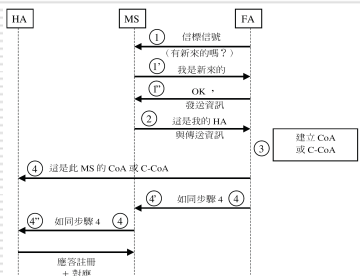 HA
MS
FA
① 信標信號
(有新來的嗎？)
①' 我是新來的
①" OK，
發送資訊
② 這是我的 HA
與傳送資訊
③ 建立 CoA
或 C-CoA
④ 這是此 MS 的 CoA 或 C-CoA
④' 如同步驟 4 ④
④" 如同步驟 4 ④
應答註冊
+ 對應